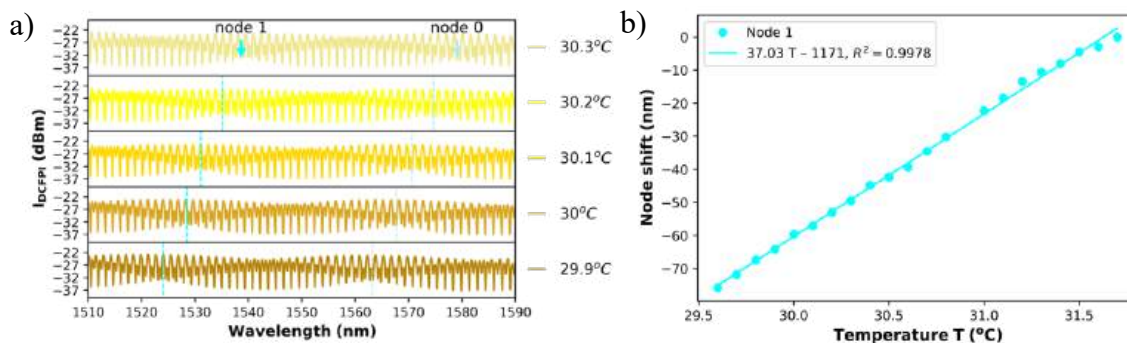 a)
node 1
node 0
I_DCFPI (dBm)
−22
−27
−32
−37
30.3°C
−22
−27
−32
−37
30.2°C
−22
−27
−32
−37
30.1°C
−22
−27
−32
−37
30°C
−22
−27
−32
−37
29.9°C
1510 1520 1530 1540 1550 1560 1570 1580 1590
Wavelength (nm)
b)
Node 1
37.03 T − 1171, R² = 0.9978
Node shift (nm)
0
−10
−20
−30
−40
−50
−60
−70
29.5 30.0 30.5 31.0 31.5
Temperature T (°C)